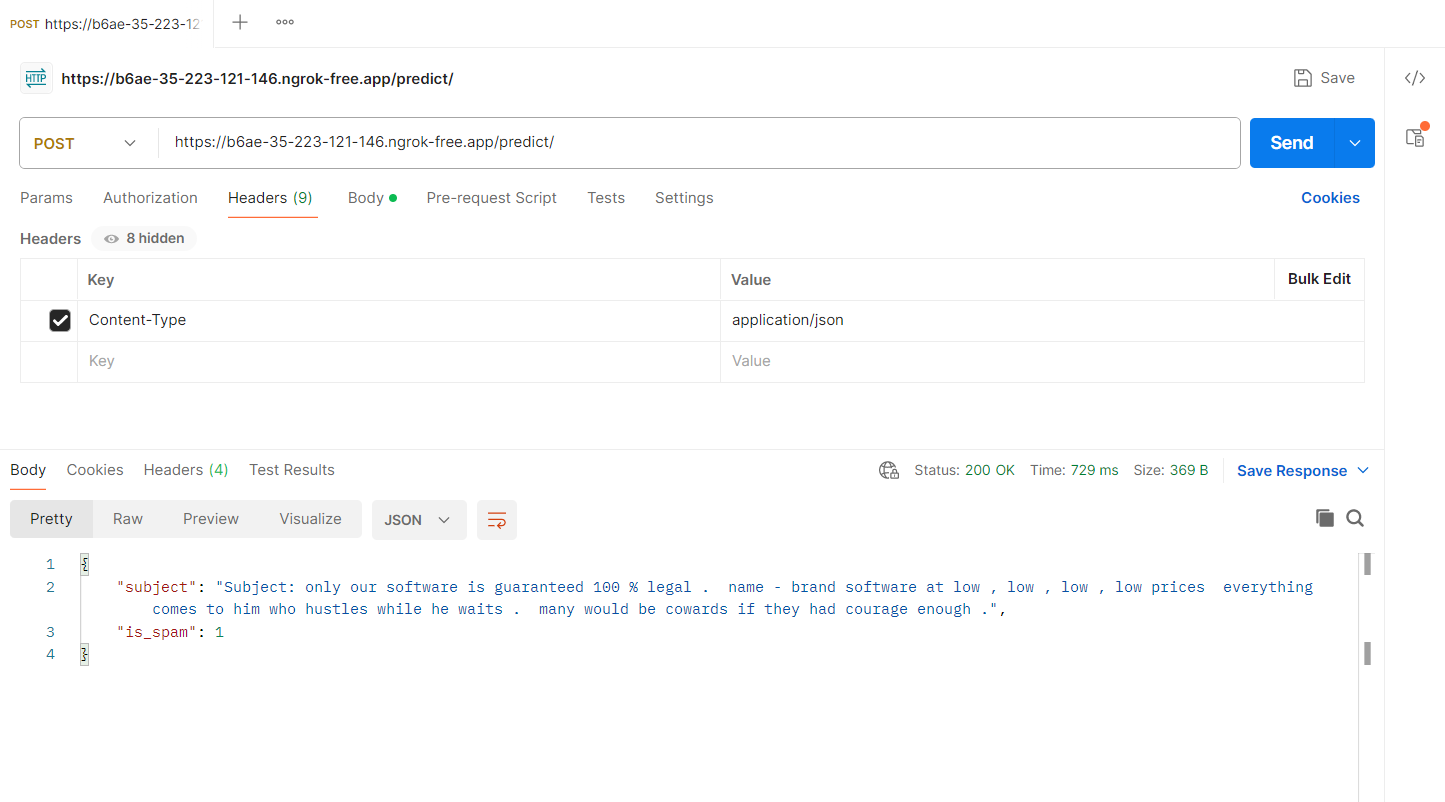 POST https://b6ae-35-223-12
HTTP https://b6ae-35-223-121-146.ngrok-free.app/predict/ Save
POST https://b6ae-35-223-121-146.ngrok-free.app/predict/ Send
Params Authorization Headers (9) Body Pre-request Script Tests Settings Cookies
Headers 8 hidden
Key Value Bulk Edit
Content-Type application/json
Key Value
Body Cookies Headers (4) Test Results Status: 200 OK Time: 729 ms Size: 369 B Save Response
Pretty Raw Preview Visualize JSON
1 {
2 "subject": "Subject: only our software is guaranteed 100 % legal .  name - brand software at low , low , low , low prices  everything
comes to him who hustles while he waits .  many would be cowards if they had courage enough .",
3 "is_spam": 1
4 }